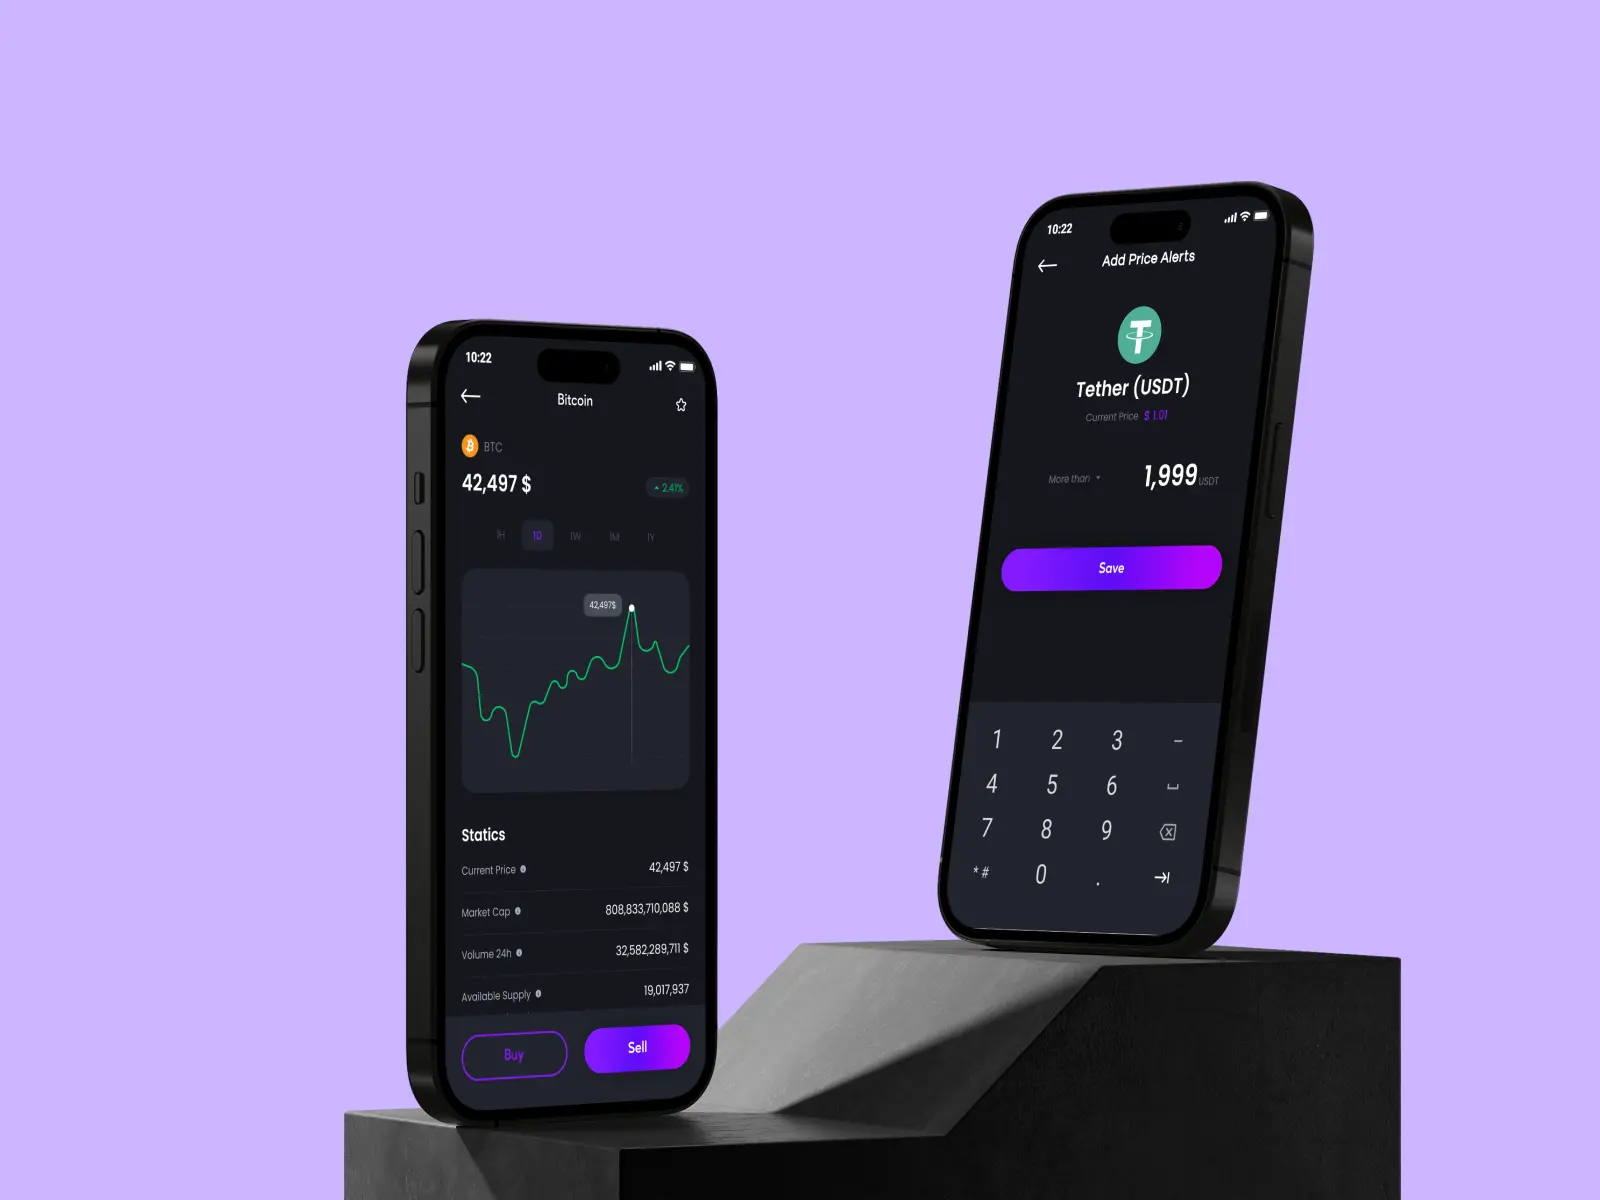 10:22
Bitcoin
BTC
42,497 $
2.41%
1H 1D 1W 1M 1Y
42,497$
Statics
Current Price 42,497 $
Market Cap 808,833,710,088 $
Volume 24h 32,582,289,711 $
Available Supply 19,017,937
Buy Sell
10:22
Add Price Alerts
Tether (USDT)
Current Price $ 1.01
More than 1,999 USDT
Save
1 2 3 –
4 5 6
7 8 9
* # 0 .